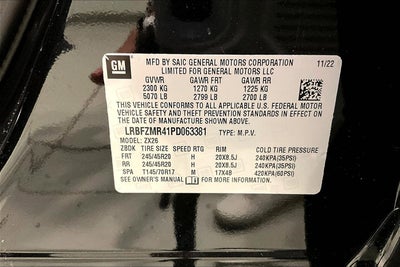 GM
MFD BY SAIC GENERAL MOTORS CORPORATION
LIMITED FOR GENERAL MOTORS LLC
11/22
GVWR GAWR FRT GAWR RR
2300 KG 1270 KG 1225 KG
5070 LB 2799 LB 2700 LB
THIS VEHICLE CONFORMS TO ALL APPLICABLE U.S. FEDERAL MOTOR
VEHICLE SAFETY AND THEFT PREVENTION STANDARDS IN EFFECT ON
THE DATE OF MANUFACTURE SHOWN ABOVE.
LRBFZMR41PD063381 TYPE: M.P.V.
MODEL: ZX26
ZBDK TIRE SIZE SPEED RTG RIM COLD TIRE PRESSURE
FRT 245/45R20 H 20X8.5J 240KPA(35PSI)
RR 245/45R20 H 20X8.5J 240KPA(35PSI)
SPA T145/70R17 M 17X4B 420KPA(60PSI)
SEE OWNER'S MANUAL FOR MORE INFORMATION.